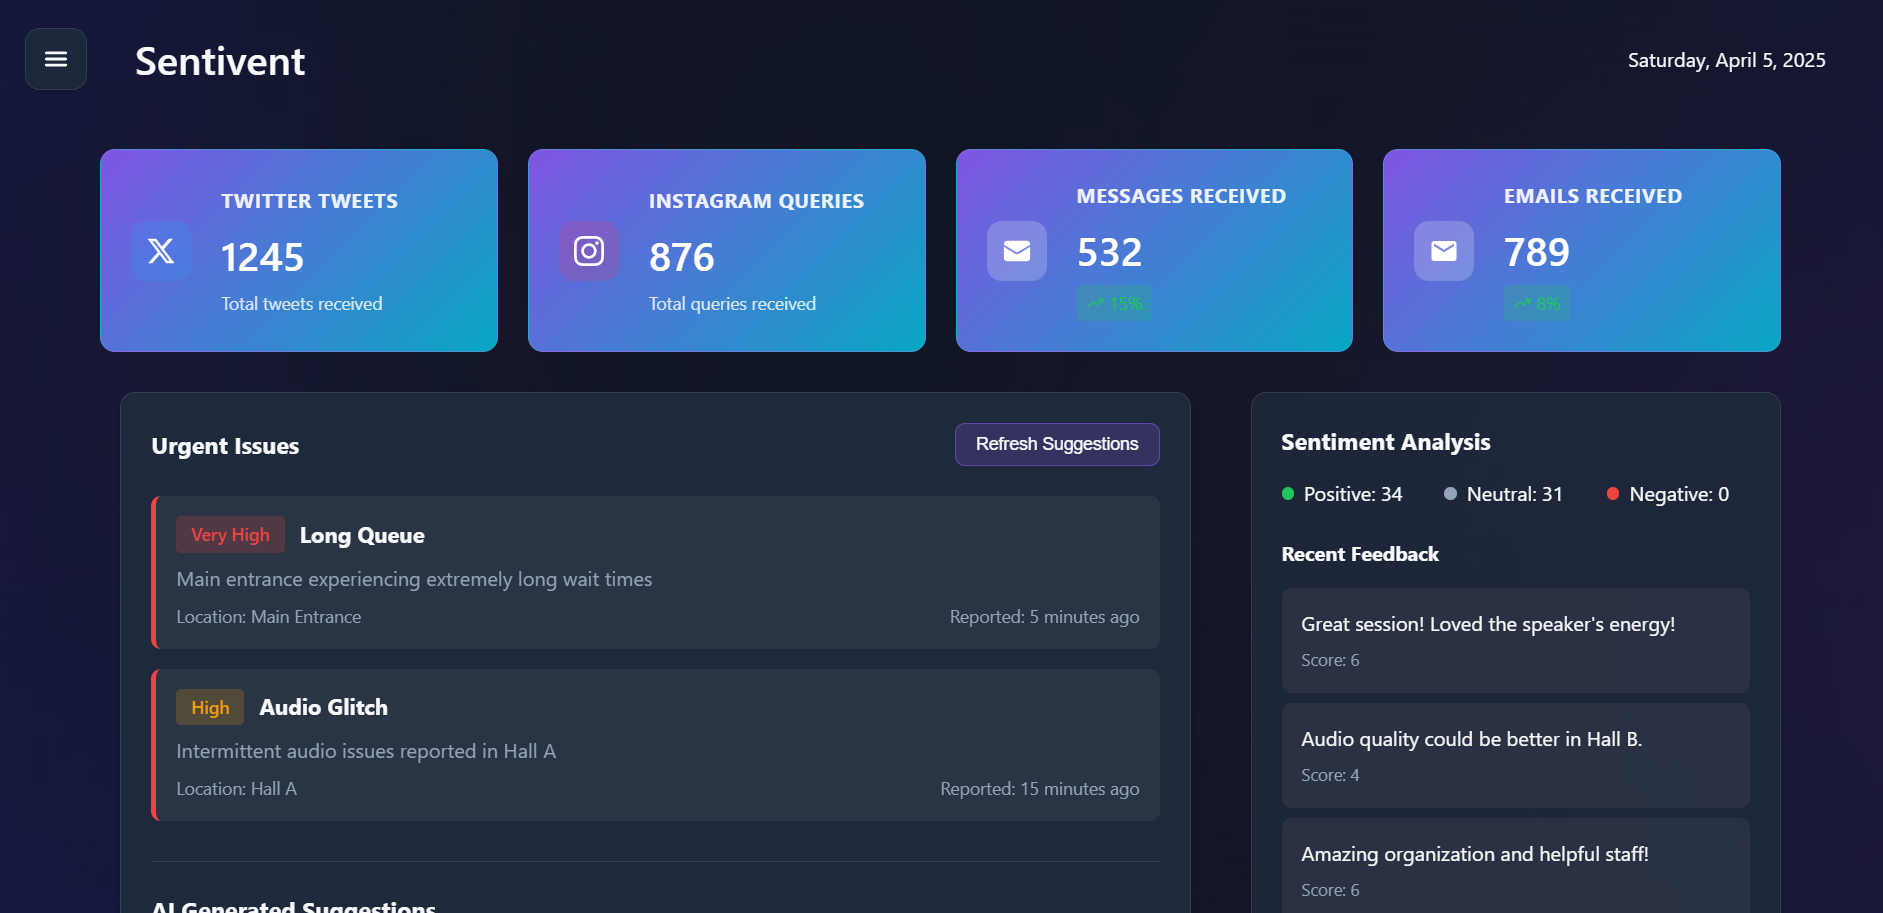 Sentivent
Saturday, April 5, 2025
TWITTER TWEETS
1245
Total tweets received
INSTAGRAM QUERIES
876
Total queries received
MESSAGES RECEIVED
532
15%
EMAILS RECEIVED
789
8%
Urgent Issues
Refresh Suggestions
Very High Long Queue
Main entrance experiencing extremely long wait times
Location: Main Entrance
Reported: 5 minutes ago
High Audio Glitch
Intermittent audio issues reported in Hall A
Location: Hall A
Reported: 15 minutes ago
AI Generated Suggestions
Sentiment Analysis
Positive: 34 Neutral: 31 Negative: 0
Recent Feedback
Great session! Loved the speaker's energy!
Score: 6
Audio quality could be better in Hall B.
Score: 4
Amazing organization and helpful staff!
Score: 6